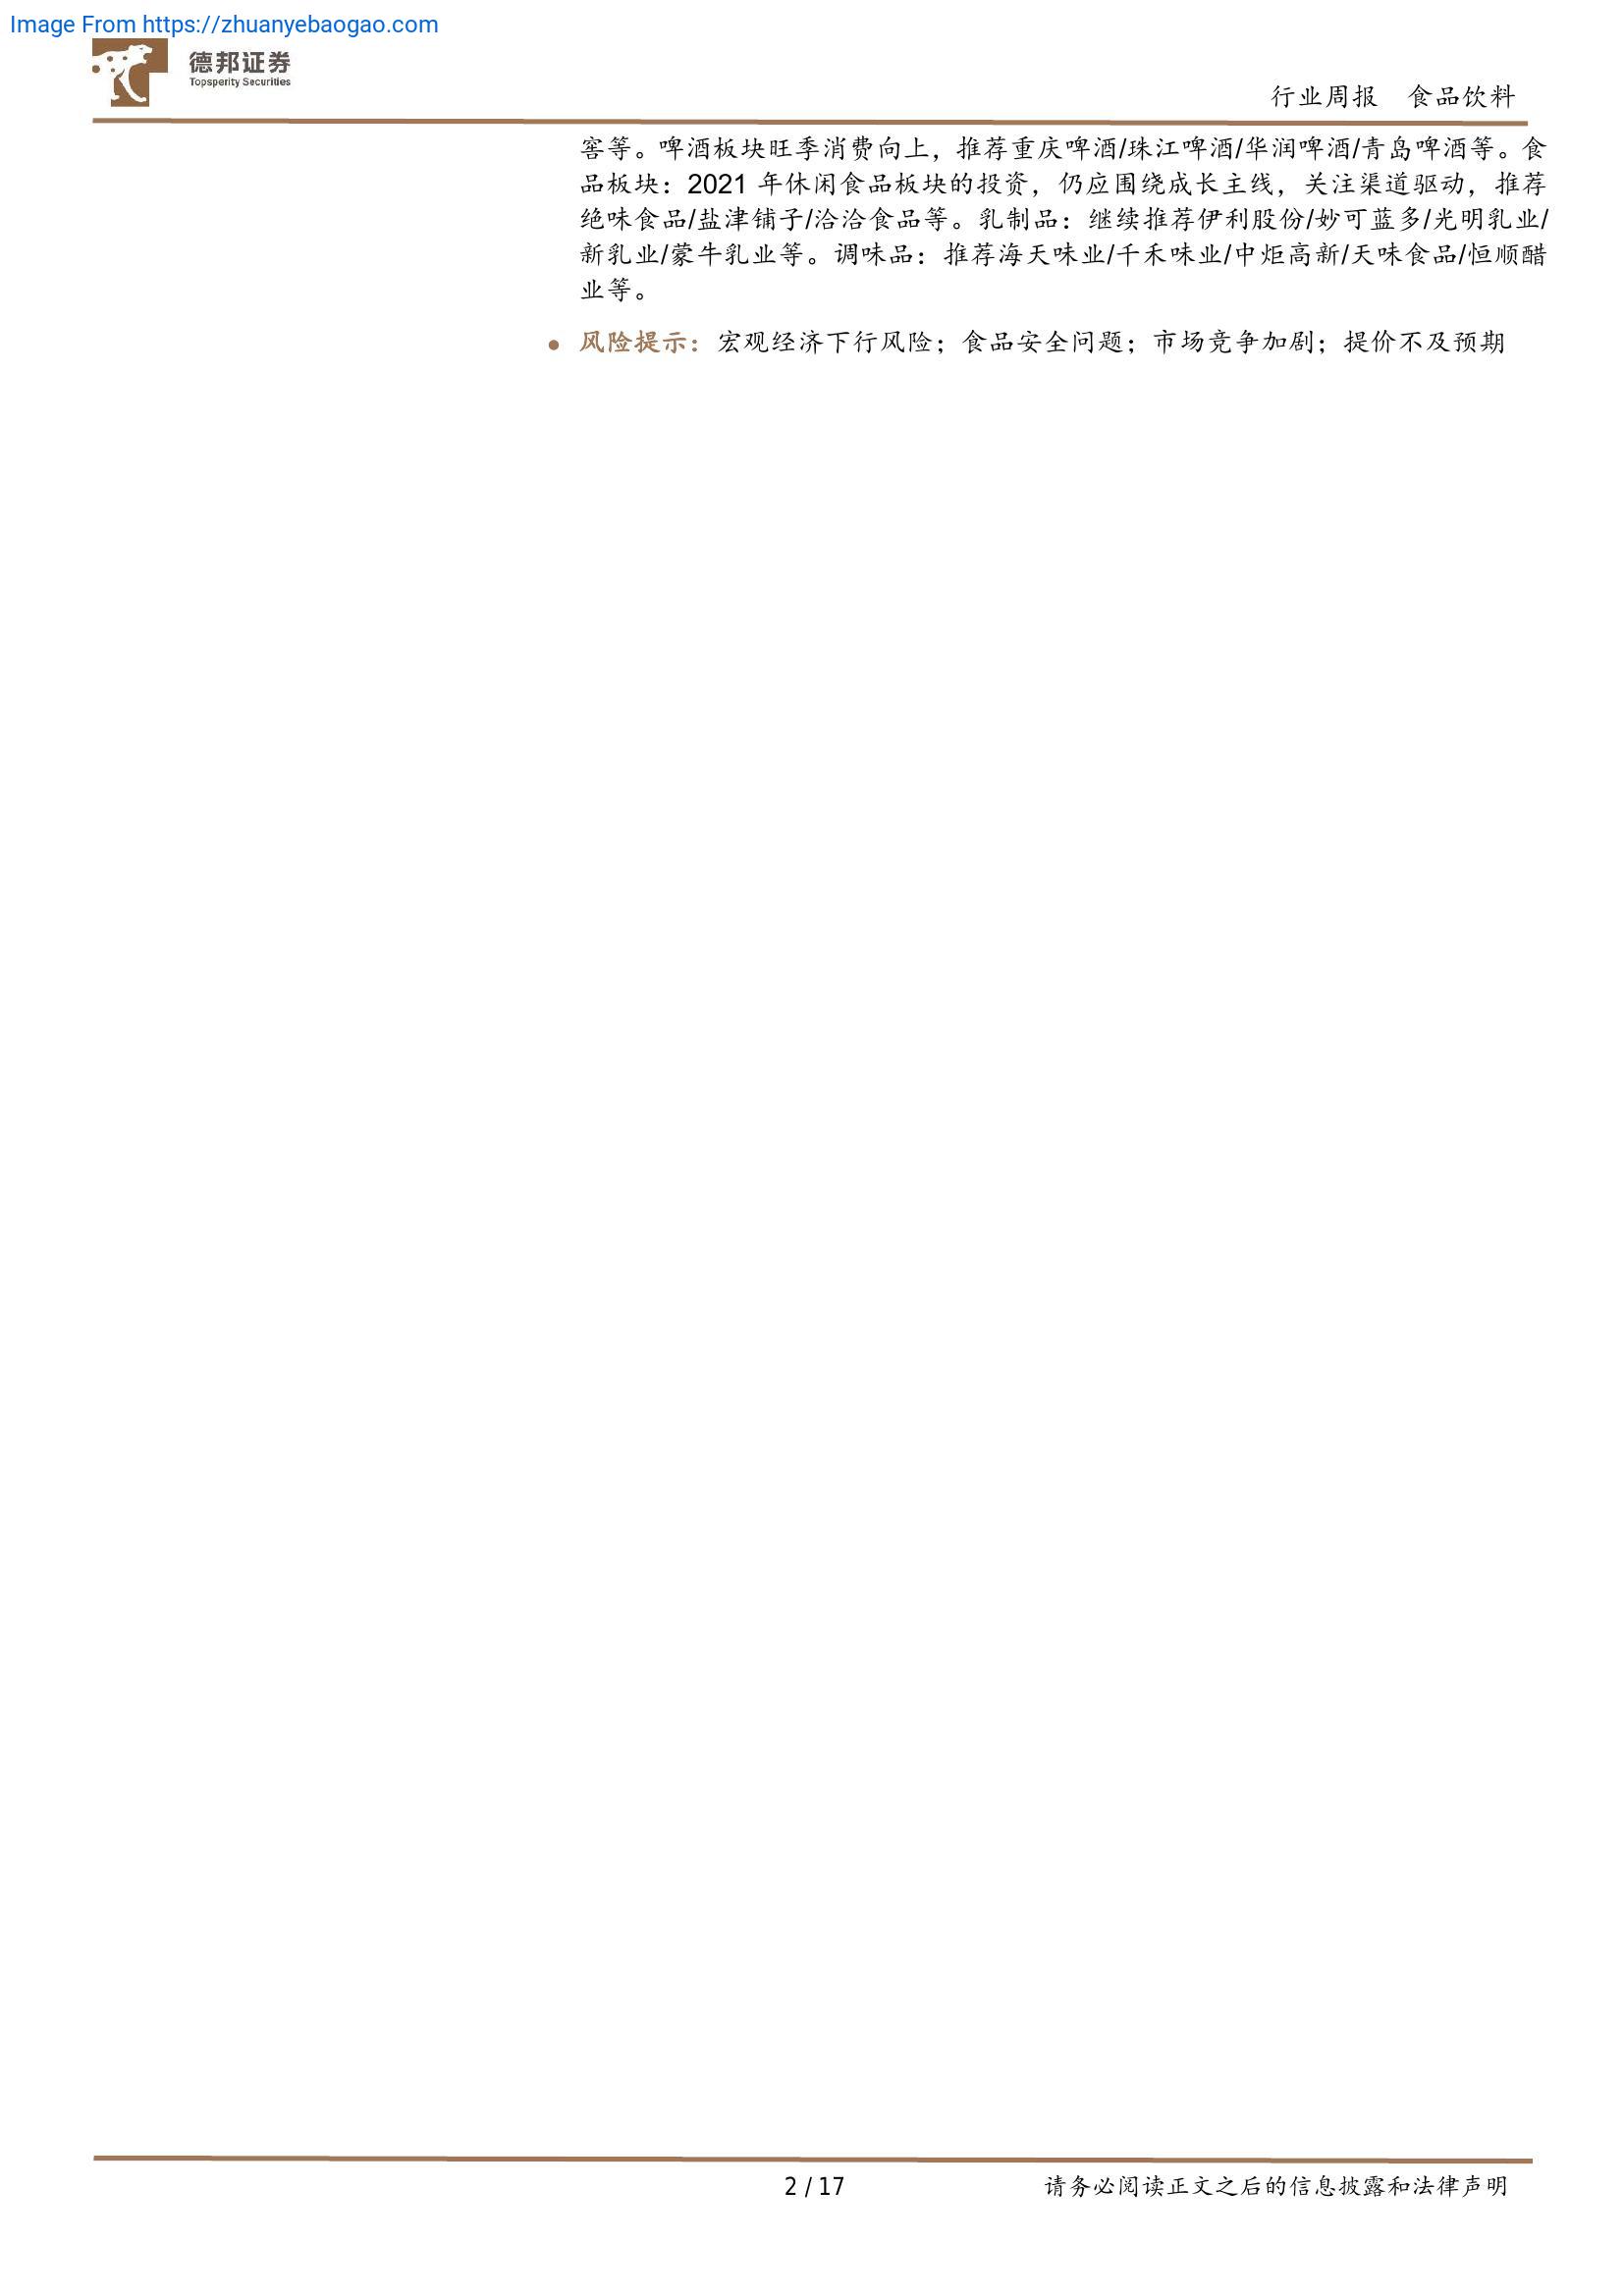 Image From https://zhuanyebaogao.com
德邦证券
Topsperity Securities
行业周报 食品饮料
窖等。啤酒板块旺季消费向上，推荐重庆啤酒/珠江啤酒/华润啤酒/青岛啤酒等。食
品板块：2021 年休闲食品板块的投资，仍应围绕成长主线，关注渠道驱动，推荐
绝味食品/盐津铺子/洽洽食品等。乳制品：继续推荐伊利股份/妙可蓝多/光明乳业/
新乳业/蒙牛乳业等。调味品：推荐海天味业/千禾味业/中炬高新/天味食品/恒顺醋
业等。
● 风险提示：宏观经济下行风险；食品安全问题；市场竞争加剧；提价不及预期
2 / 17
请务必阅读正文之后的信息披露和法律声明